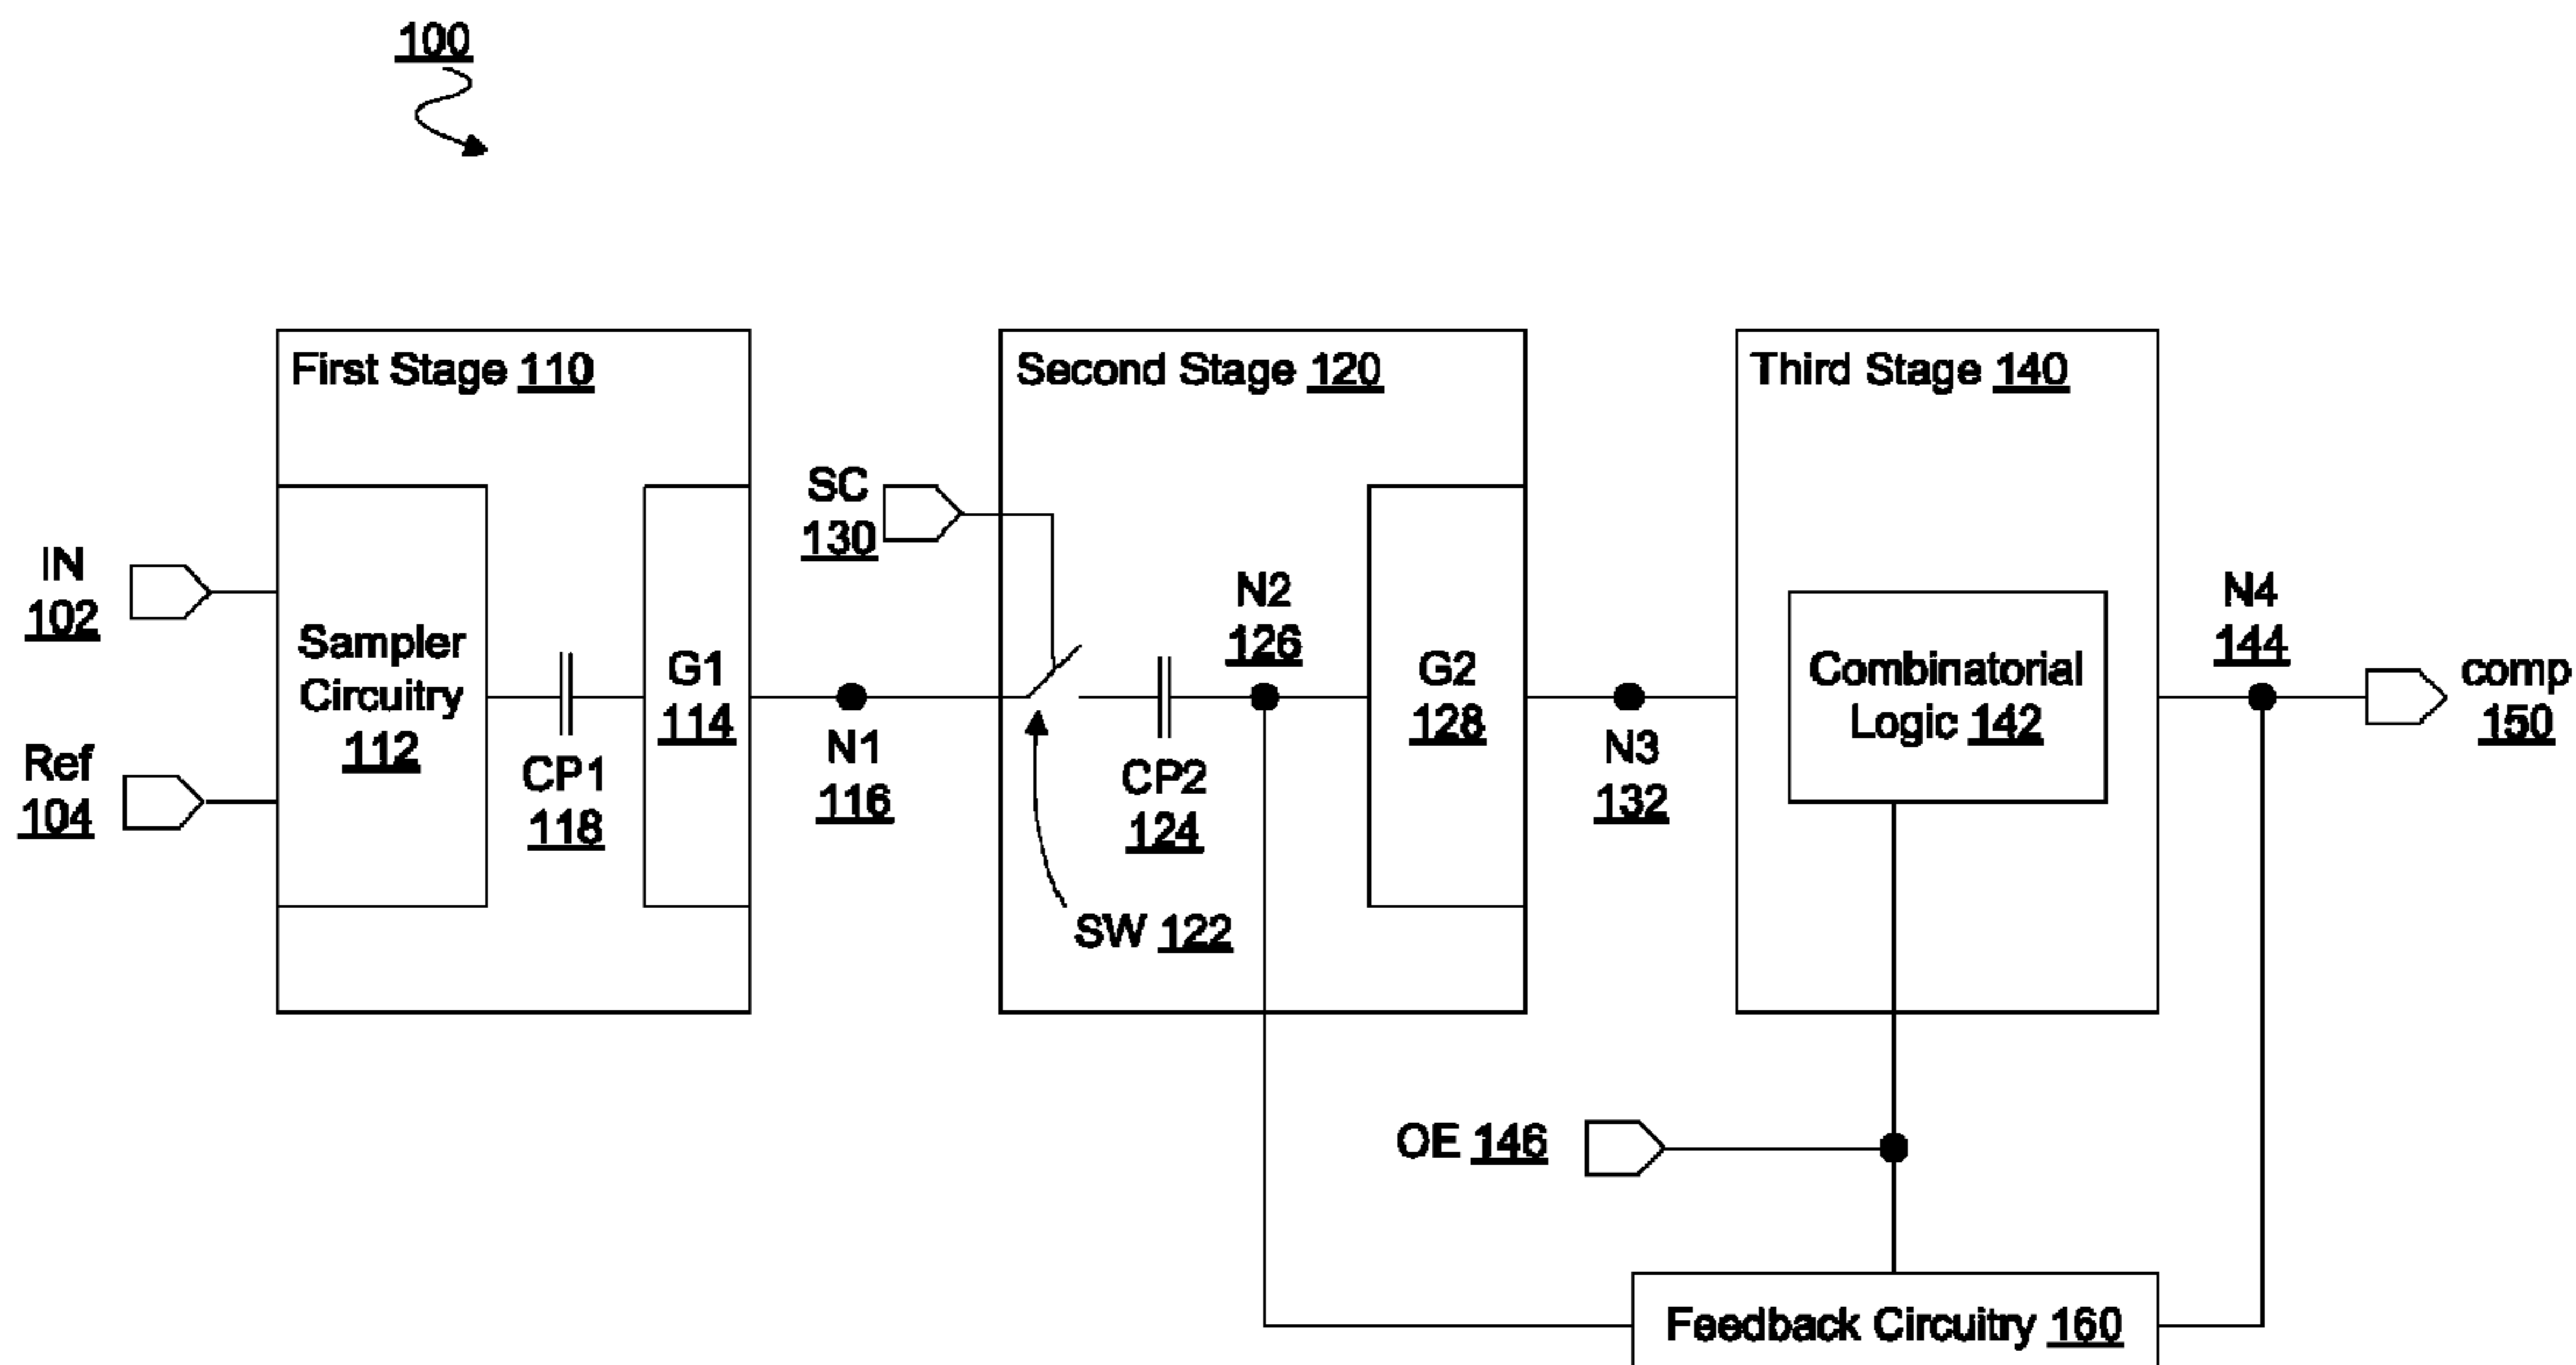 100
First Stage 110
Second Stage 120
Third Stage 140
SC
130
IN
102
Sampler
Circuitry
112
Ref
104
CP1
118
G1
114
N1
116
N2
126
CP2
124
SW 122
G2
128
N3
132
Combinatorial
Logic 142
N4
144
comp
150
OE 146
Feedback Circuitry 160